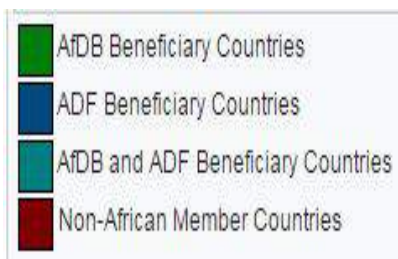 AfDB Beneficiary Countries
ADF Beneficiary Countries
AfDB and ADF Beneficiary Countries
Non-African Member Countries